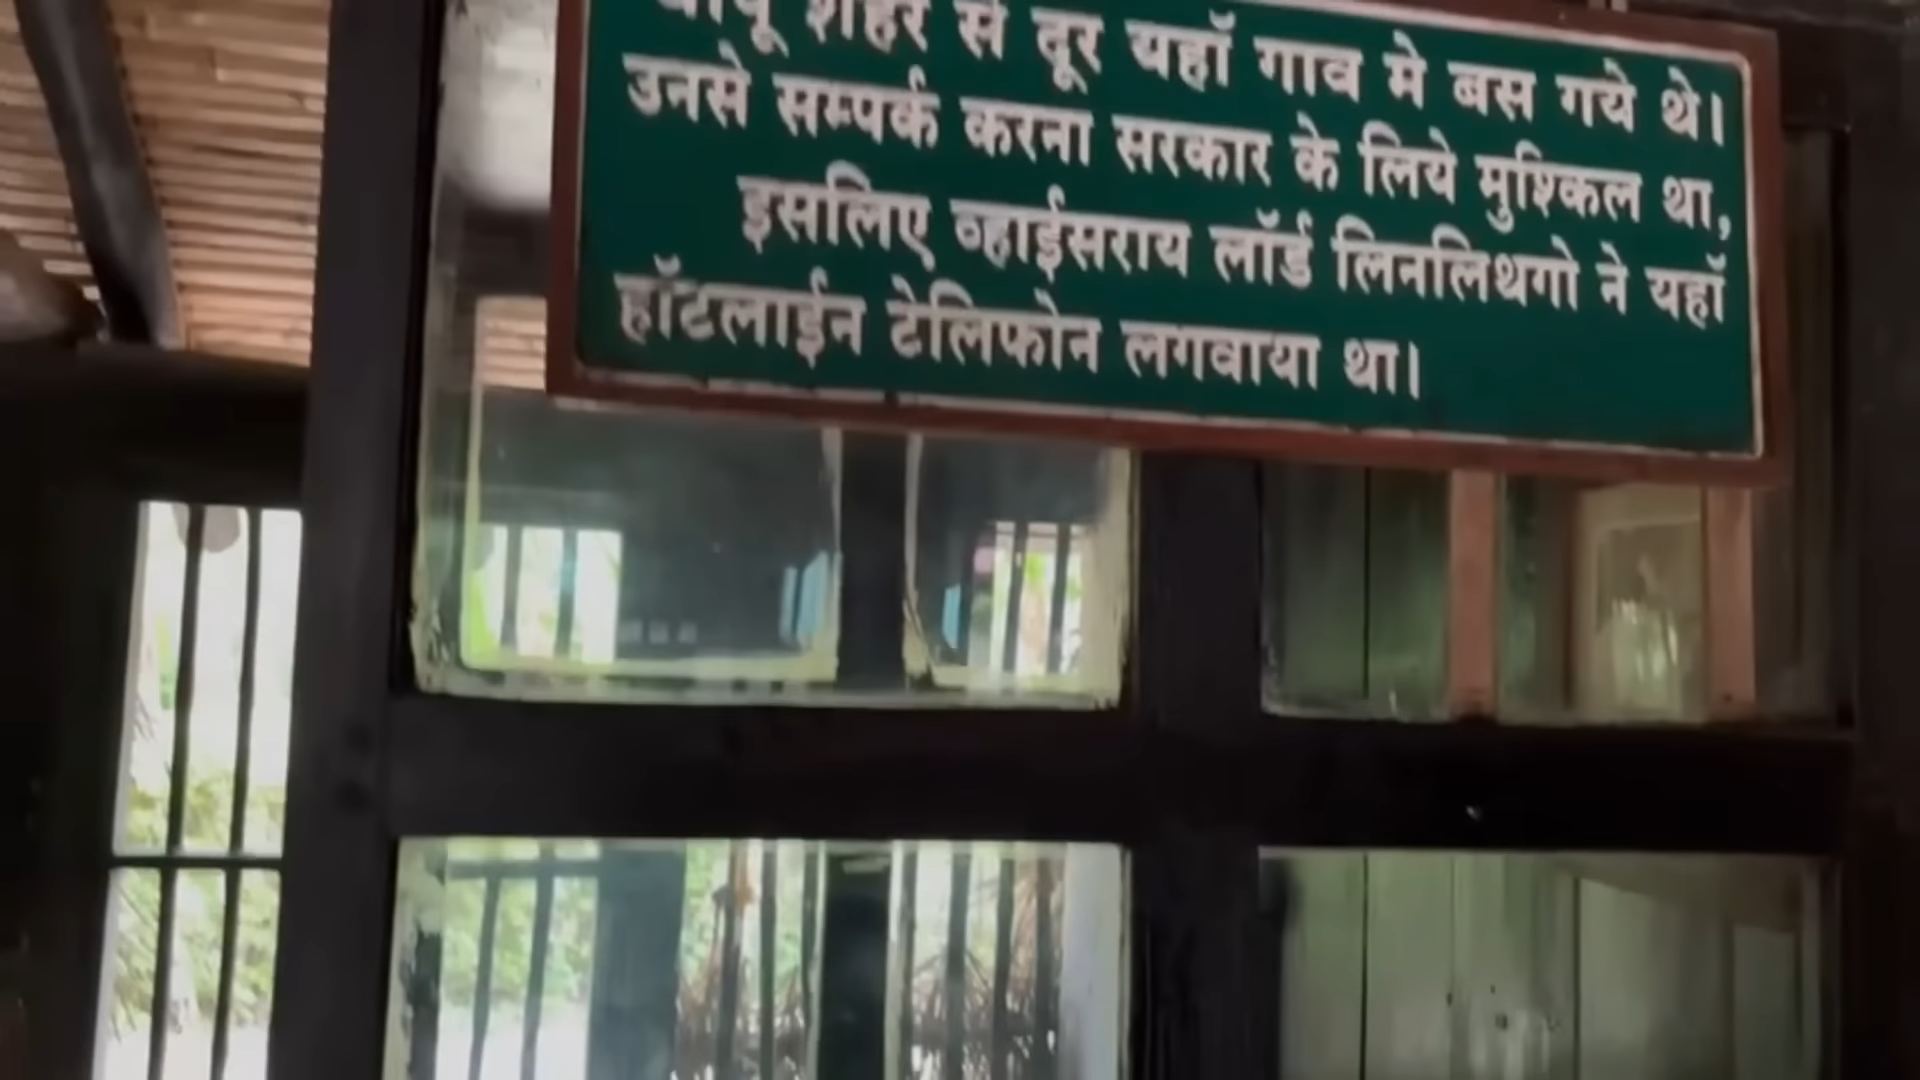 बापू शहर से दूर यहाँ गाव मे बस गये थे।
उनसे सम्पर्क करना सरकार के लिये मुश्किल था,
इसलिए व्हाईसराय लॉर्ड लिनलिथगो ने यहाँ
हॉटलाईन टेलिफोन लगवाया था।